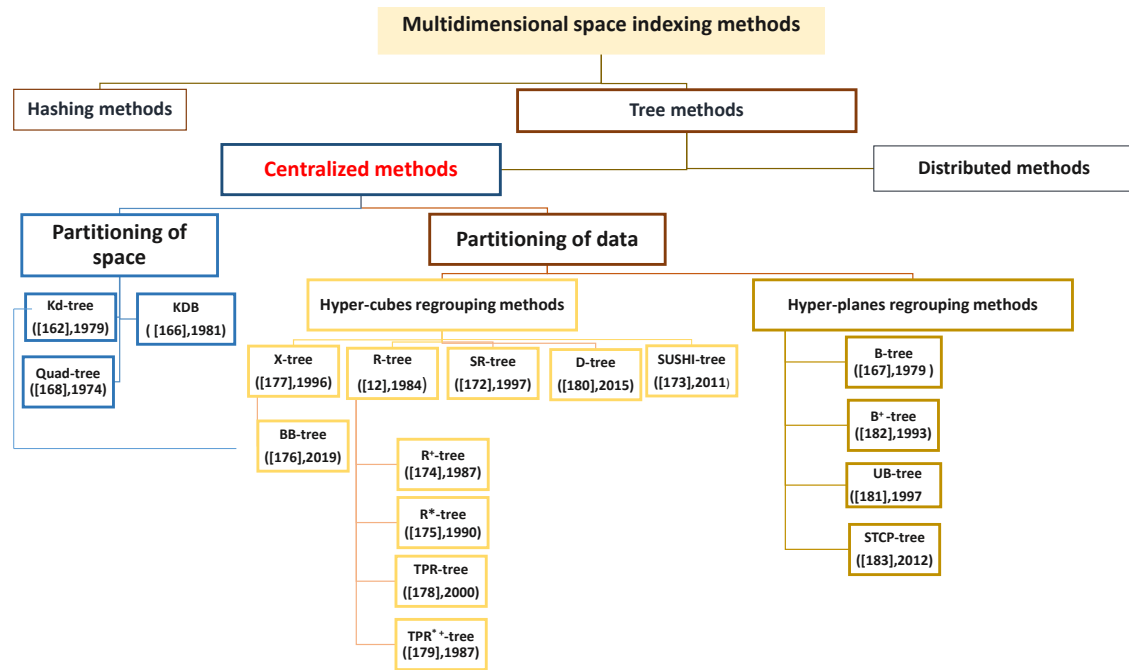 Multidimensional space indexing methods
Hashing methods
Tree methods
Centralized methods
Distributed methods
Partitioning of
space
Partitioning of data
Kd-tree
([162],1979)
KDB
( [166],1981)
Quad-tree
([168],1974)
Hyper-cubes regrouping methods
Hyper-planes regrouping methods
X-tree
([177],1996)
R-tree
([12],1984)
SR-tree
([172],1997)
D-tree
([180],2015)
SUSHI-tree
([173],2011)
BB-tree
([176],2019)
R⁺-tree
([174],1987)
R*-tree
([175],1990)
TPR-tree
([178],2000)
TPR*⁺-tree
([179],1987)
B-tree
([167],1979 )
B⁺-tree
([182],1993)
UB-tree
([181],1997
STCP-tree
([183],2012)